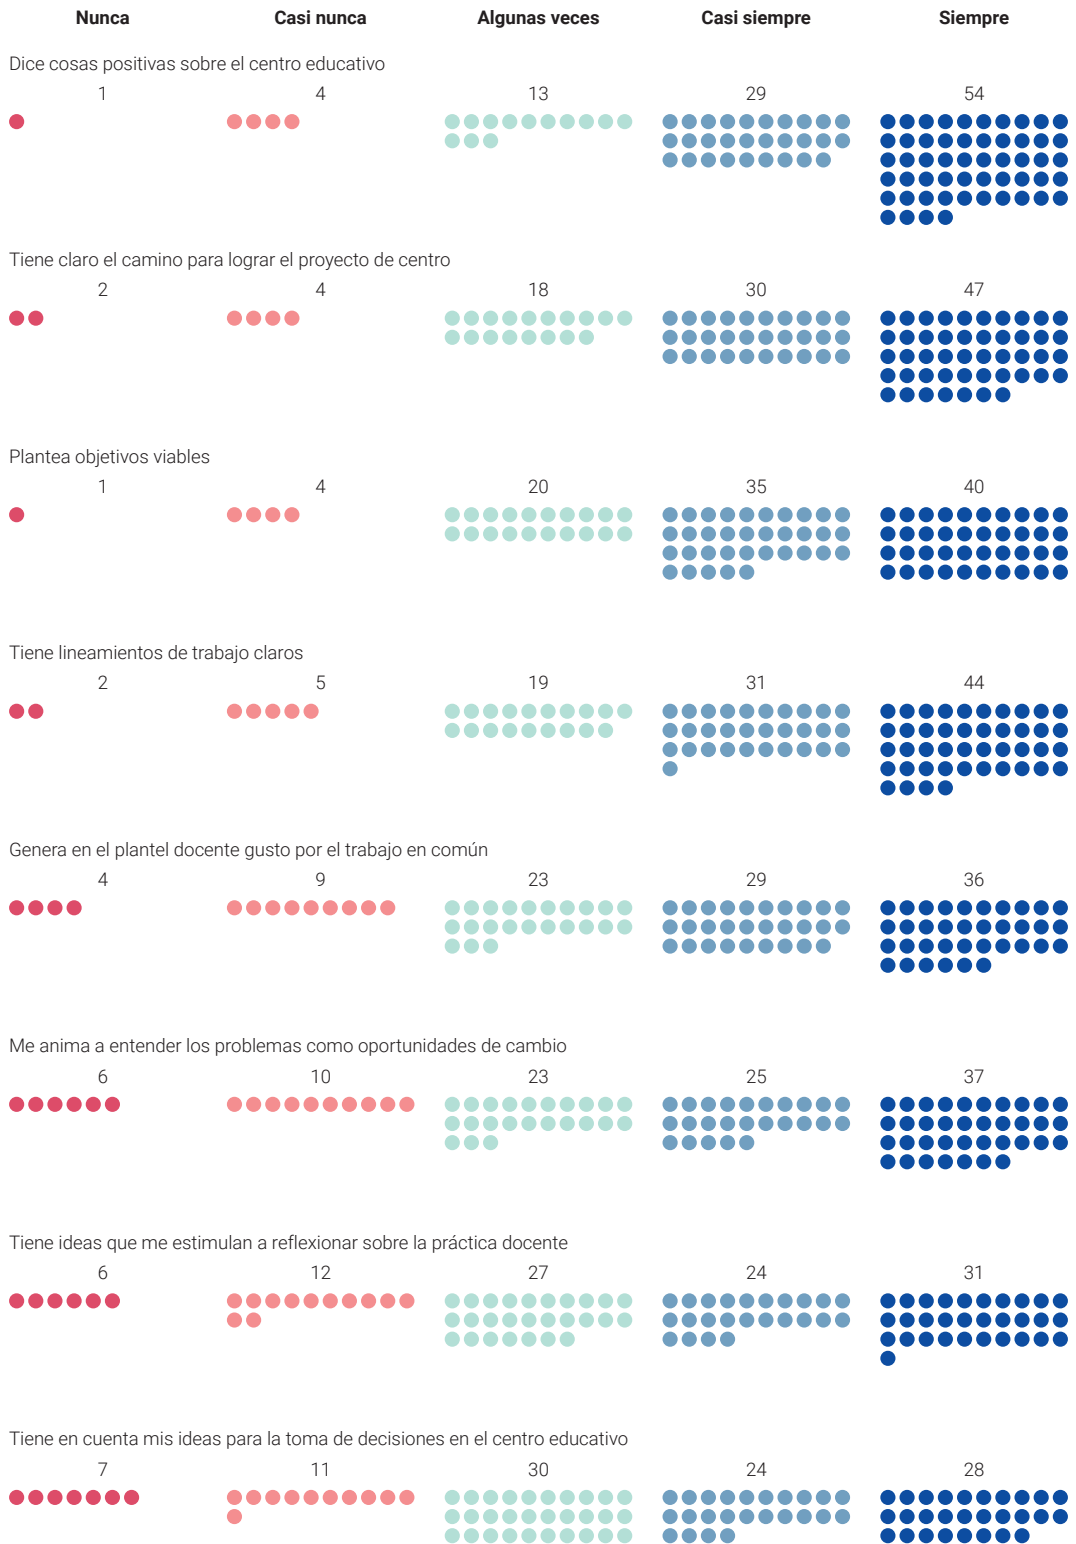 Nunca Casi nunca Algunas veces Casi siempre Siempre
Dice cosas positivas sobre el centro educativo
1 4 13 29 54
Tiene claro el camino para lograr el proyecto de centro
2 4 18 30 47
Plantea objetivos viables
1 4 20 35 40
Tiene lineamientos de trabajo claros
2 5 19 31 44
Genera en el plantel docente gusto por el trabajo en común
4 9 23 29 36
Me anima a entender los problemas como oportunidades de cambio
6 10 23 25 37
Tiene ideas que me estimulan a reflexionar sobre la práctica docente
6 12 27 24 31
Tiene en cuenta mis ideas para la toma de decisiones en el centro educativo
7 11 30 24 28